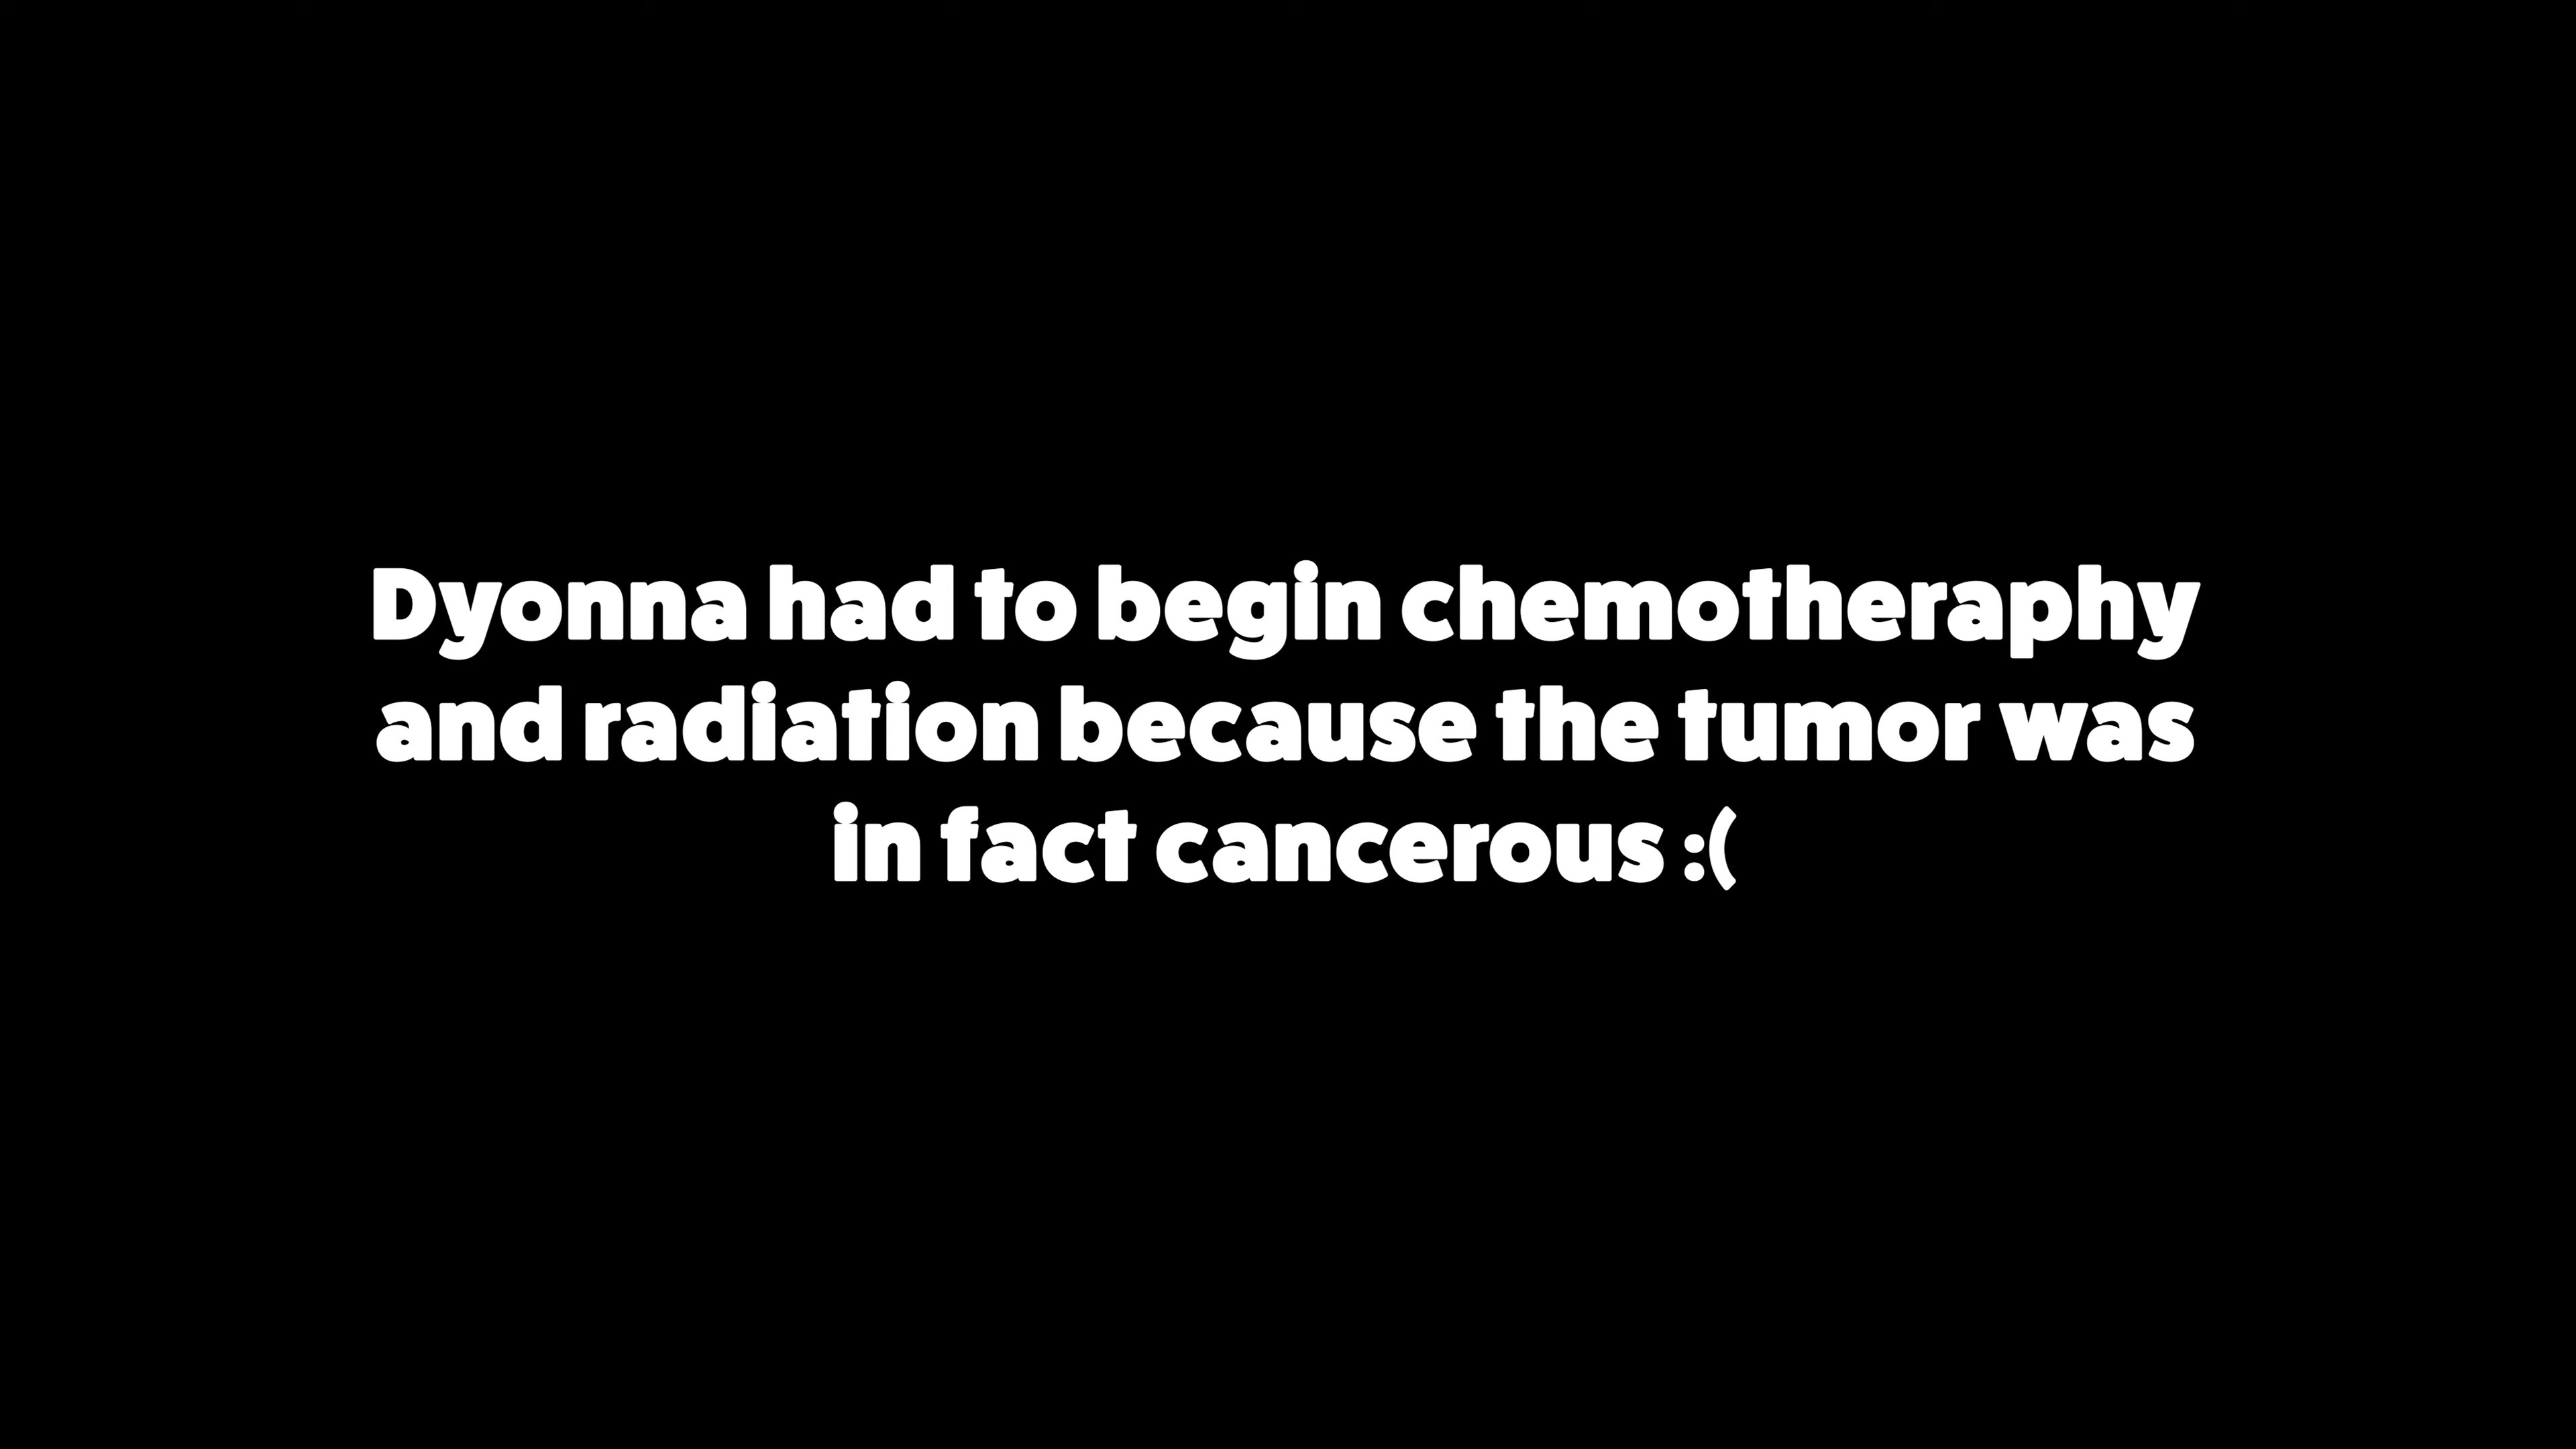 Dyonna had to begin chemotheraphy
and radiation because the tumor was
in fact cancerous :(